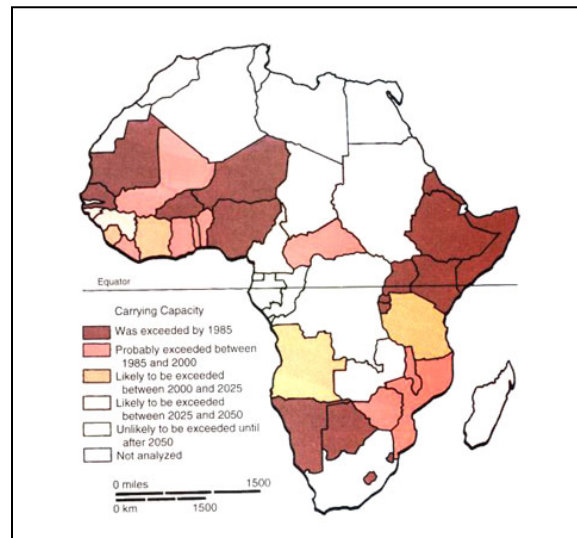 Equator
Carrying Capacity
Was exceeded by 1985
Probably exceeded between
1985 and 2000
Likely to be exceeded
between 2000 and 2025
Likely to be exceeded
between 2025 and 2050
Unlikely to be exceeded until
after 2050
Not analyzed
0 miles 1500
0 km 1500